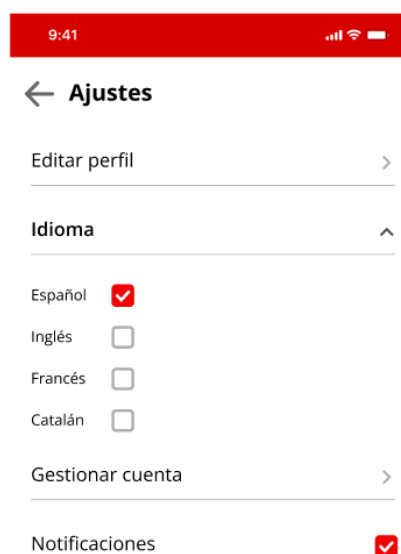 9:41
Ajustes
Editar perfil
Idioma
Español
Inglés
Francés
Catalán
Gestionar cuenta
Notificaciones